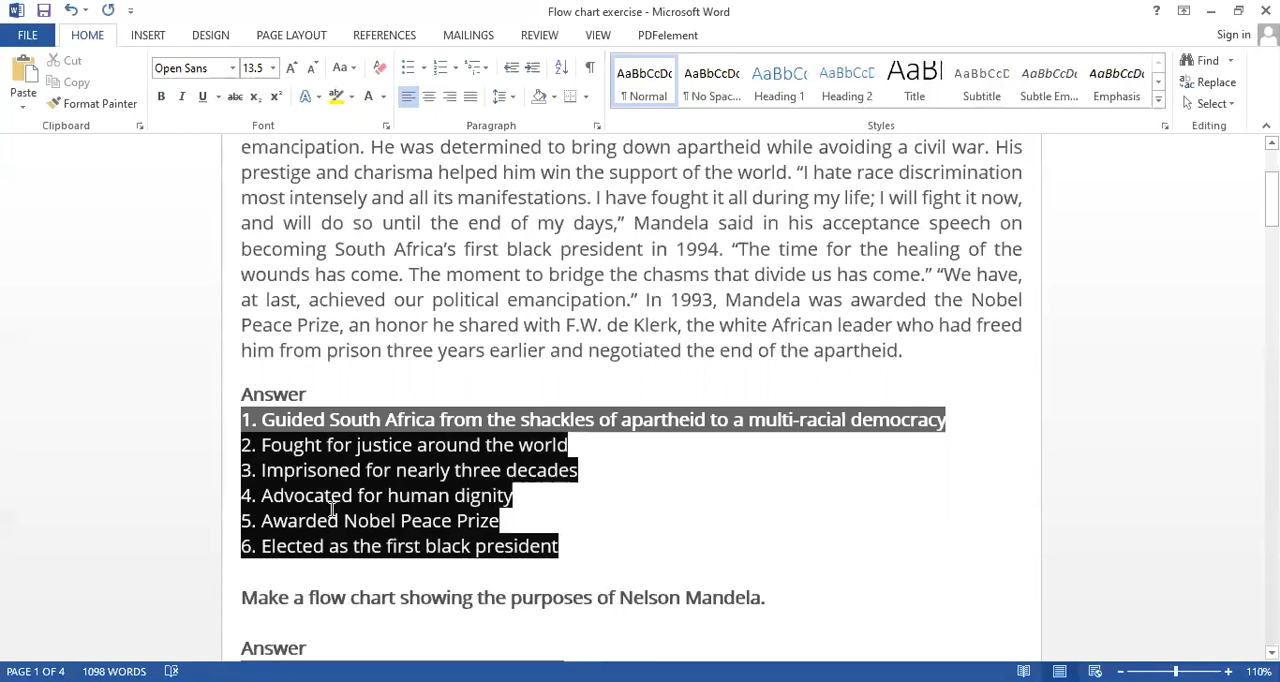 Flow chart exercise - Microsoft Word
?
FILE HOME INSERT DESIGN PAGE LAYOUT REFERENCES MAILINGS REVIEW VIEW PDFelement Sign in
Paste
Cut
Copy
Format Painter
Clipboard
Open Sans 13.5
Font
Paragraph
AaBbCcDc AaBbCcDc AaBbCc AaBbCcD AaBl AaBbCcD AaBbCcDc AaBbCcDc
¶ Normal ¶ No Spac... Heading 1 Heading 2 Title Subtitle Subtle Em... Emphasis
Styles
Find
Replace
Select
Editing
emancipation. He was determined to bring down apartheid while avoiding a civil war. His
prestige and charisma helped him win the support of the world. “I hate race discrimination
most intensely and all its manifestations. I have fought it all during my life; I will fight it now,
and will do so until the end of my days,” Mandela said in his acceptance speech on
becoming South Africa’s first black president in 1994. “The time for the healing of the
wounds has come. The moment to bridge the chasms that divide us has come.” “We have,
at last, achieved our political emancipation.” In 1993, Mandela was awarded the Nobel
Peace Prize, an honor he shared with F.W. de Klerk, the white African leader who had freed
him from prison three years earlier and negotiated the end of the apartheid.
Answer
1. Guided South Africa from the shackles of apartheid to a multi-racial democracy
2. Fought for justice around the world
3. Imprisoned for nearly three decades
4. Advocated for human dignity
5. Awarded Nobel Peace Prize
6. Elected as the first black president
Make a flow chart showing the purposes of Nelson Mandela.
Answer
PAGE 1 OF 4 1098 WORDS 110%